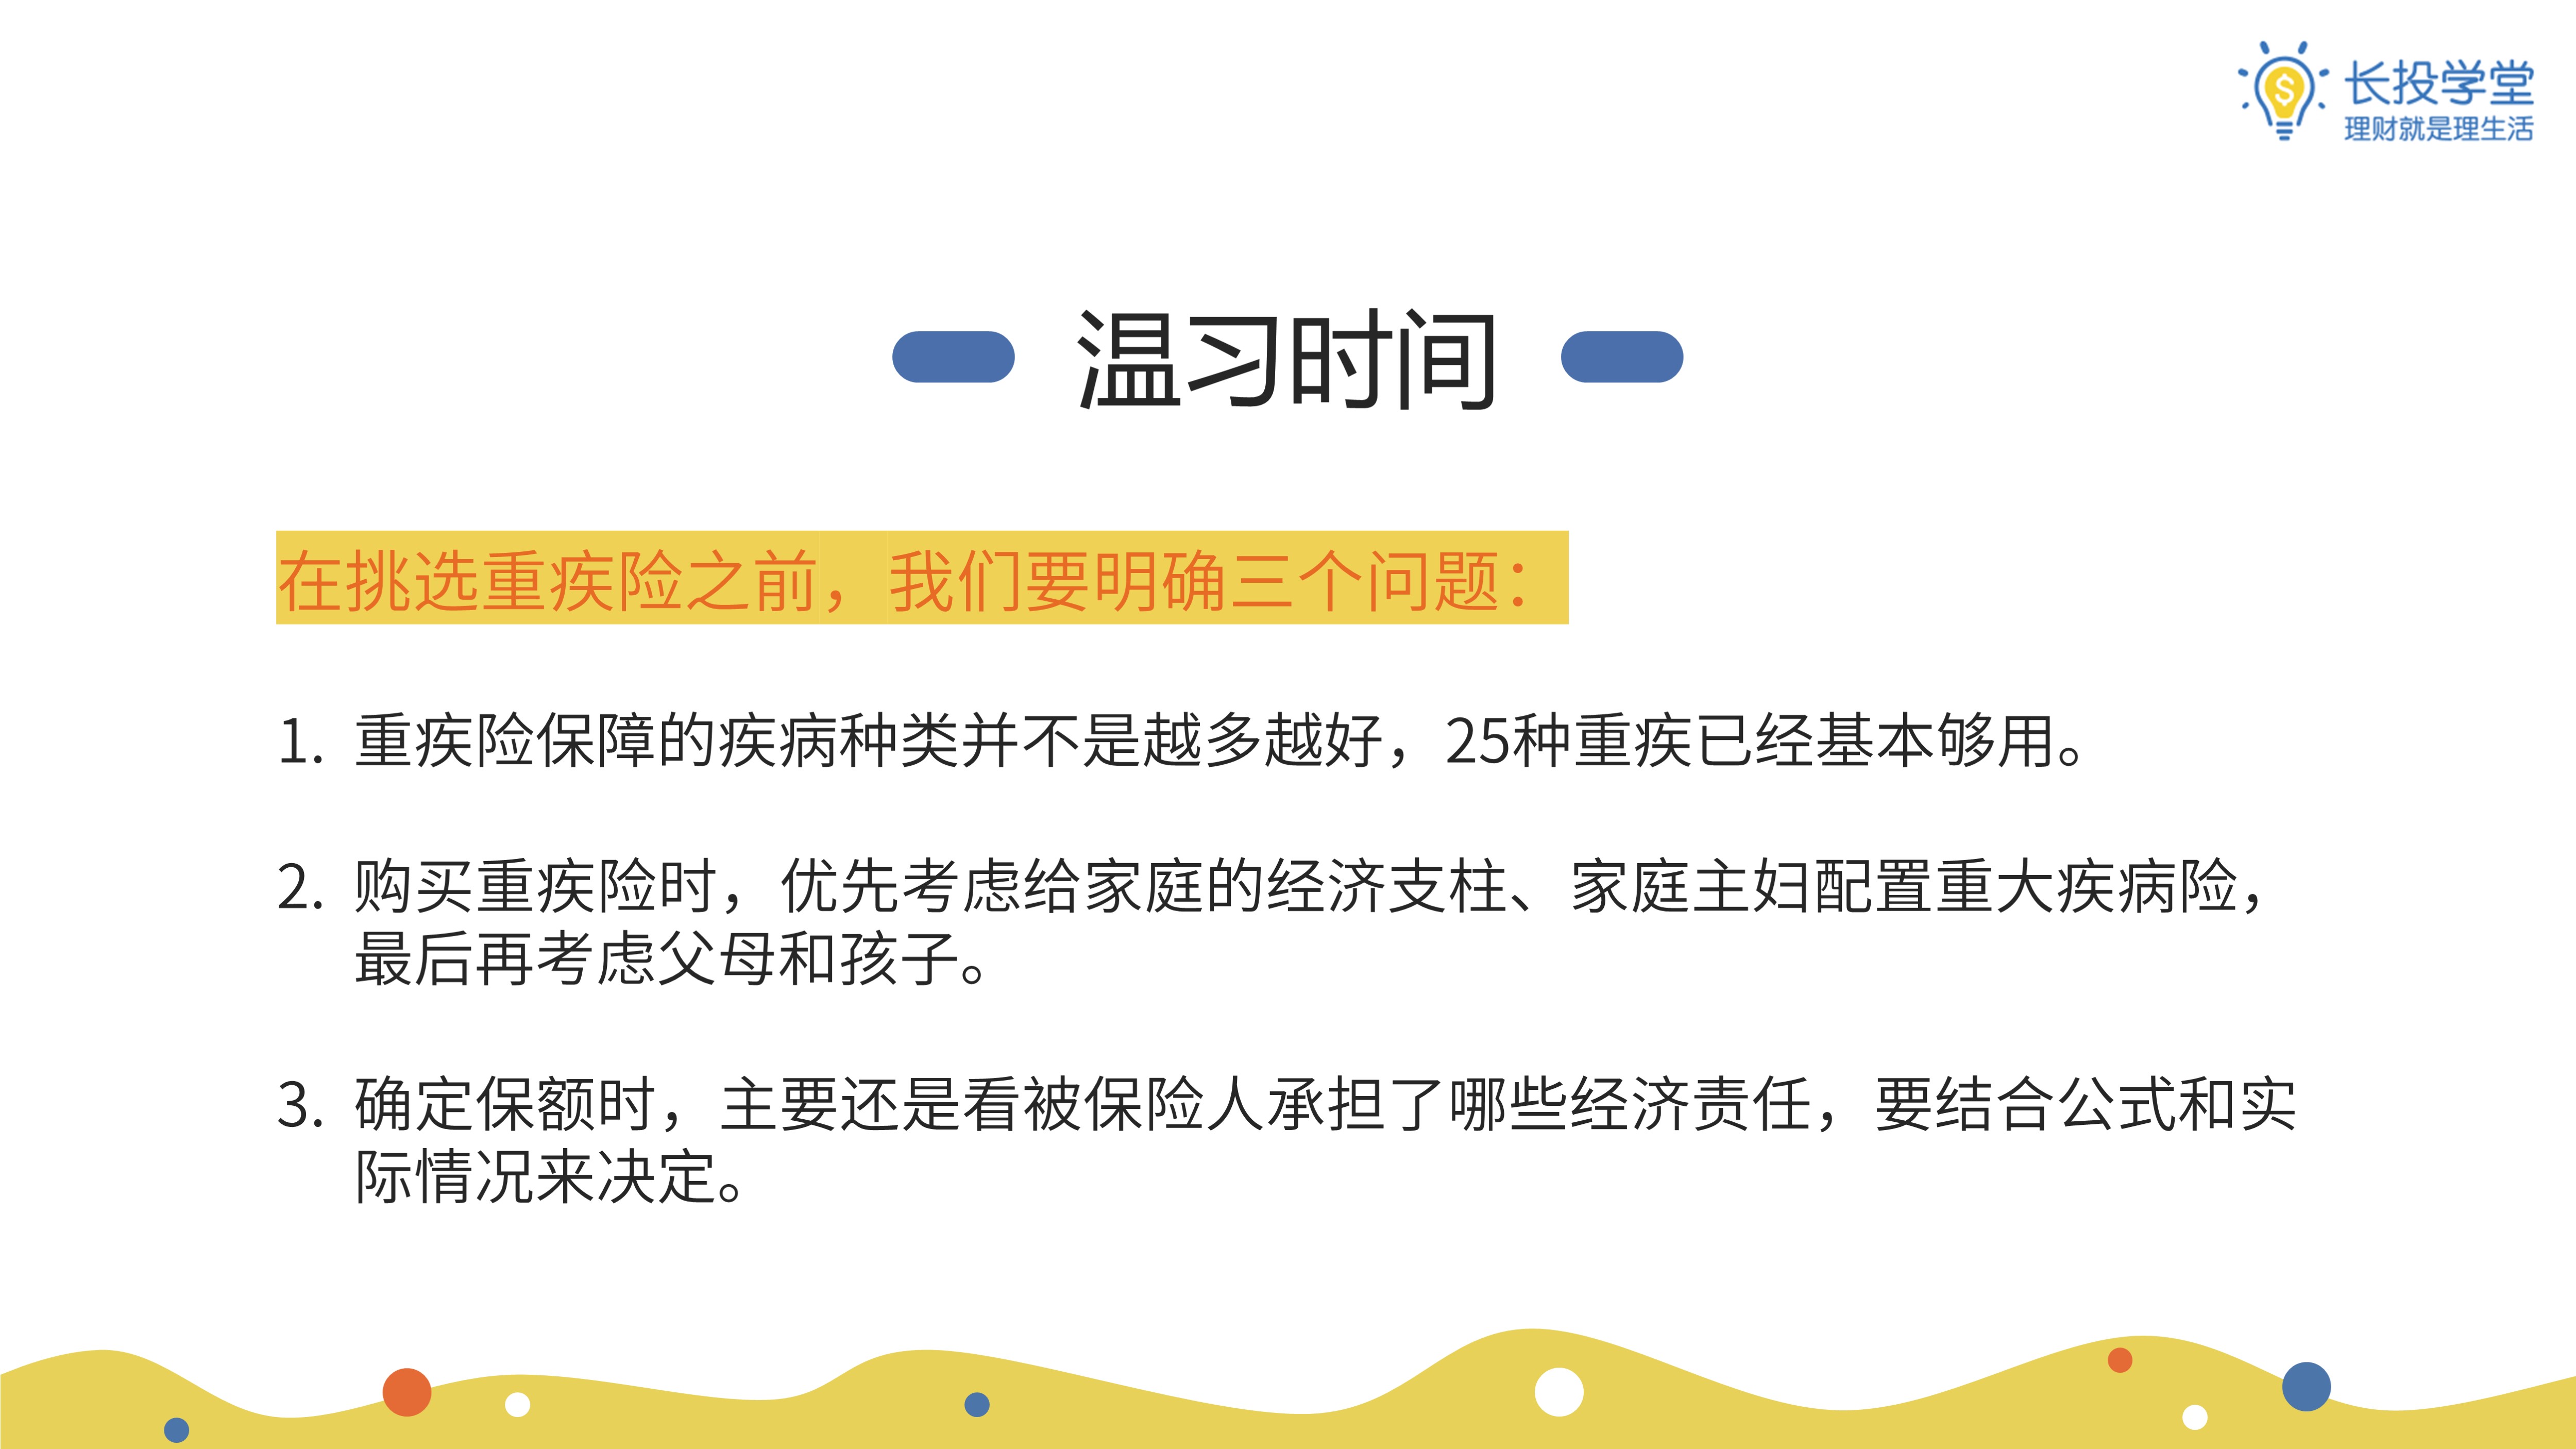 长投学堂
理财就是理生活
温习时间
在挑选重疾险之前，我们要明确三个问题：
1. 重疾险保障的疾病种类并不是越多越好，25种重疾已经基本够用。
2. 购买重疾险时，优先考虑给家庭的经济支柱、家庭主妇配置重大疾病险，
最后再考虑父母和孩子。
3. 确定保额时，主要还是看被保险人承担了哪些经济责任，要结合公式和实
际情况来决定。